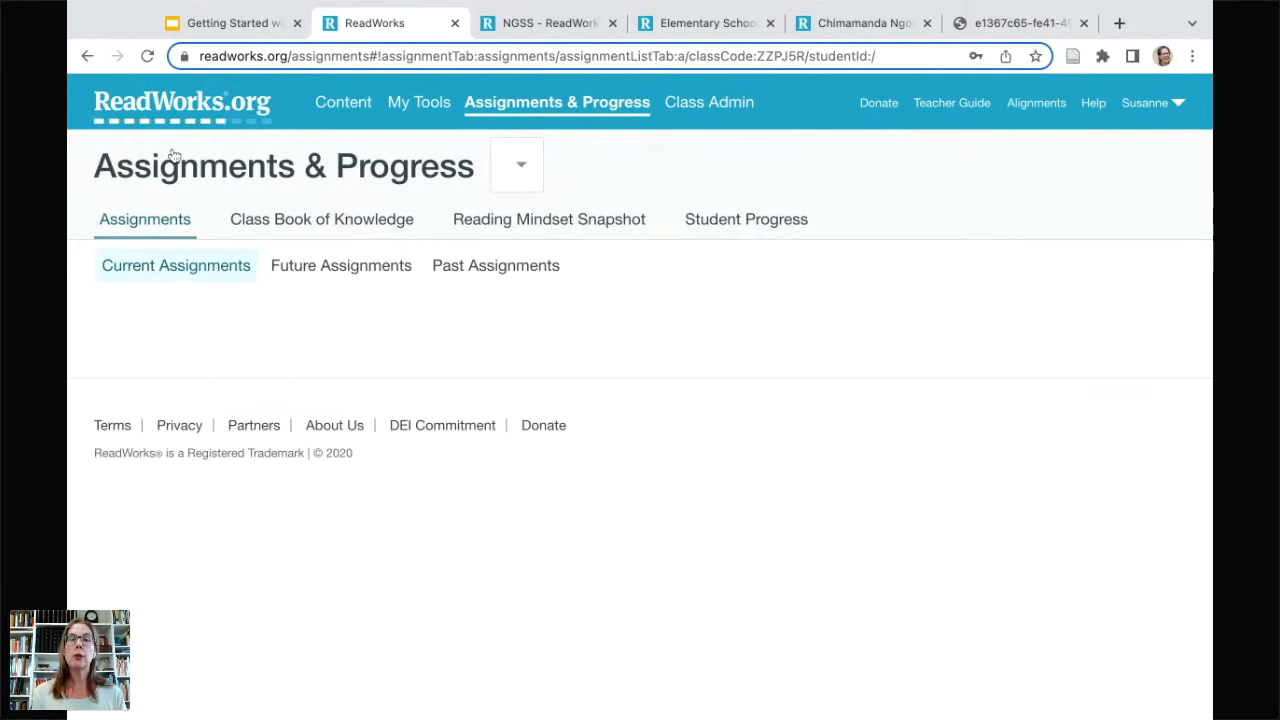 Getting Started wi
ReadWorks
NGSS - ReadWork
Elementary Schoo
Chimamanda Ngo
e1367c65-fe41-4
readworks.org/assignments#!assignmentTab:assignments/assignmentListTab:a/classCode:ZZPJ5R/studentId:/
ReadWorks.org Content My Tools Assignments & Progress Class Admin Donate Teacher Guide Alignments Help Susanne
Assignments & Progress
Assignments Class Book of Knowledge Reading Mindset Snapshot Student Progress
Current Assignments Future Assignments Past Assignments
Terms | Privacy | Partners | About Us | DEI Commitment | Donate
ReadWorks® is a Registered Trademark | © 2020